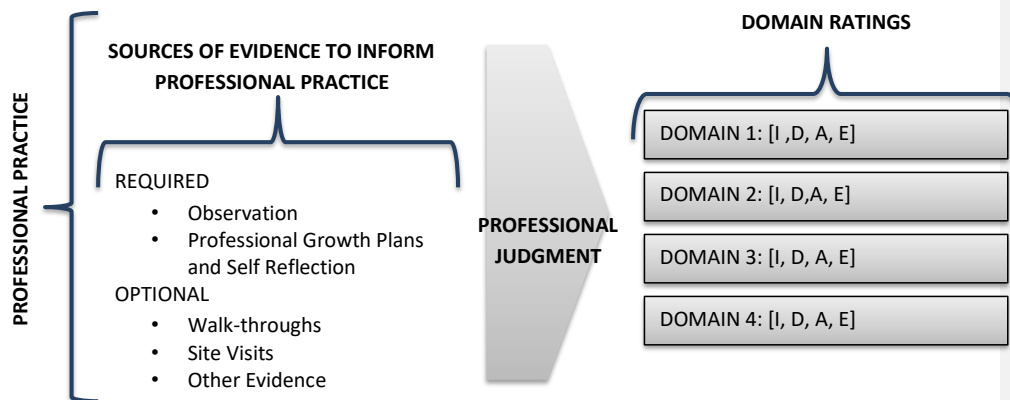 PROFESSIONAL PRACTICE
SOURCES OF EVIDENCE TO INFORM
PROFESSIONAL PRACTICE
REQUIRED
• Observation
• Professional Growth Plans
and Self Reflection
OPTIONAL
• Walk-throughs
• Site Visits
• Other Evidence
PROFESSIONAL
JUDGMENT
DOMAIN RATINGS
DOMAIN 1: [I ,D, A, E]
DOMAIN 2: [I, D,A, E]
DOMAIN 3: [I, D, A, E]
DOMAIN 4: [I, D, A, E]